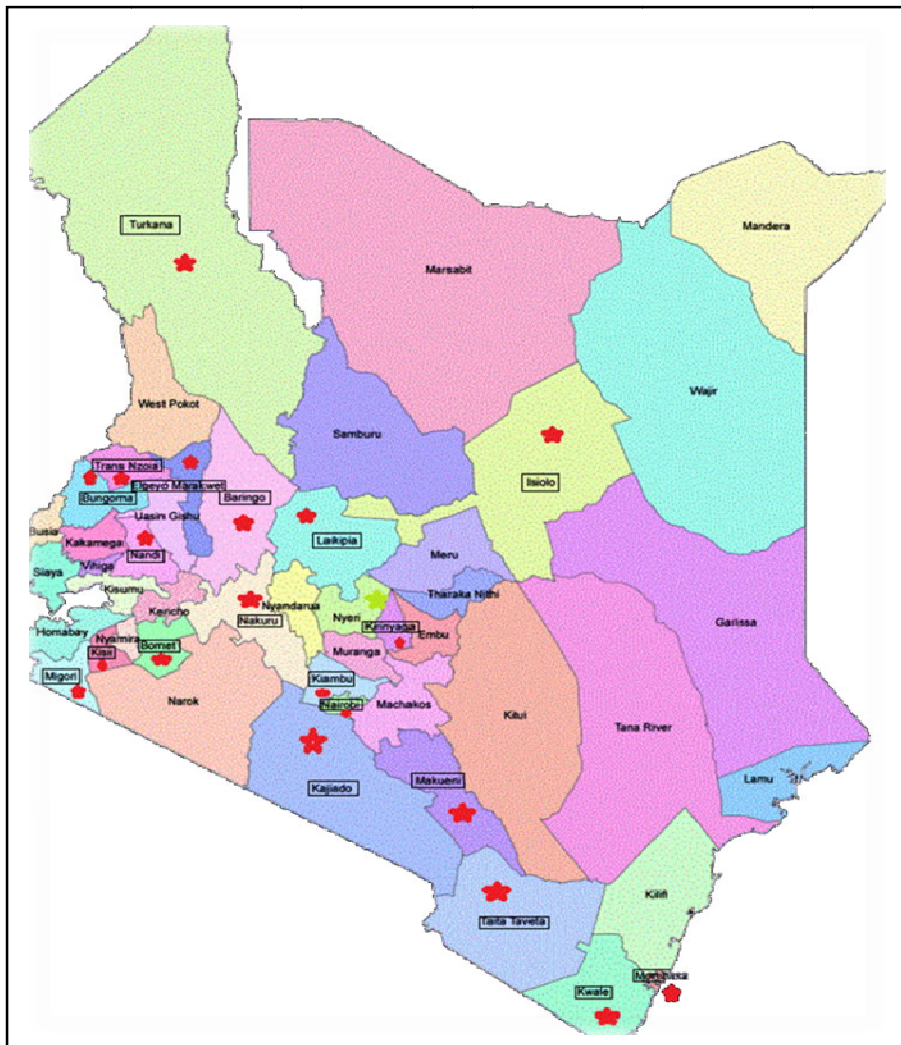 Turkana
Mandera
Marsabit
Wajir
West Pokot
Samburu
Trans Nzoia
Isiolo
Elgeyo Marakwet
Bungoma
Baringo
Uasin Gishu
Busia
Laikipia
Kakamega
Nandi
Meru
Vihiga
Siaya
Tharaka Nithi
Kisumu
Nyandarua
Kericho
Nyeri
Nakuru
Garissa
Kirinyaga
Homabay
Nyamira
Embu
Bomet
Kisii
Muranga
Migori
Kiambu
Narok
Nairobi
Machakos
Kitui
Tana River
Makueni
Lamu
Kajiado
Kilifi
Taita Taveta
Mombasa
Kwale